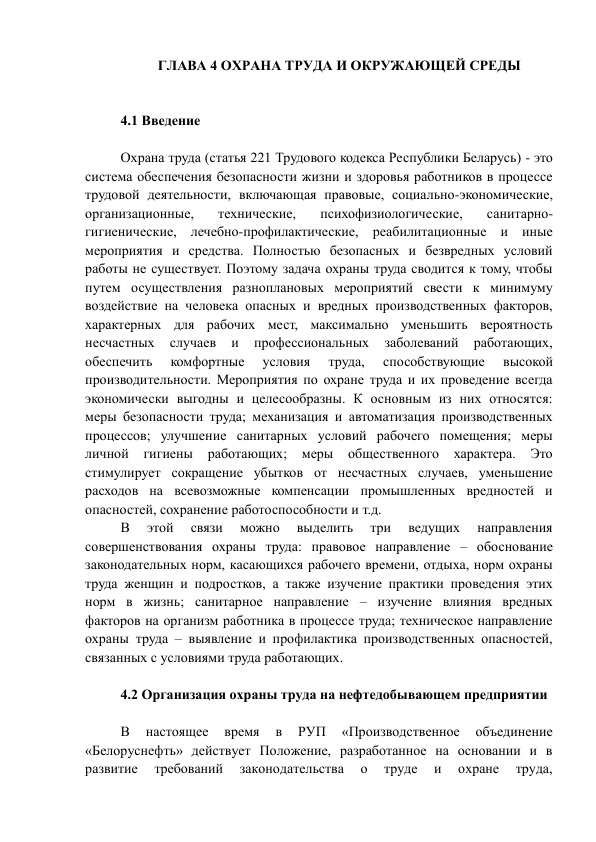 ГЛАВА 4 ОХРАНА ТРУДА И ОКРУЖАЮЩЕЙ СРЕДЫ
4.1 Введение
Охрана труда (статья 221 Трудового кодекса Республики Беларусь) - это
система обеспечения безопасности жизни и здоровья работников в процессе
трудовой деятельности, включающая правовые, социально-экономические,
организационные, технические, психофизиологические, санитарно-
гигиенические, лечебно-профилактические, реабилитационные и иные
мероприятия и средства. Полностью безопасных и безвредных условий
работы не существует. Поэтому задача охраны труда сводится к тому, чтобы
путем осуществления разноплановых мероприятий свести к минимуму
воздействие на человека опасных и вредных производственных факторов,
характерных для рабочих мест, максимально уменьшить вероятность
несчастных случаев и профессиональных заболеваний работающих,
обеспечить комфортные условия труда, способствующие высокой
производительности. Мероприятия по охране труда и их проведение всегда
экономически выгодны и целесообразны. К основным из них относятся:
меры безопасности труда; механизация и автоматизация производственных
процессов; улучшение санитарных условий рабочего помещения; меры
личной гигиены работающих; меры общественного характера. Это
стимулирует сокращение убытков от несчастных случаев, уменьшение
расходов на всевозможные компенсации промышленных вредностей и
опасностей, сохранение работоспособности и т.д.
В этой связи можно выделить три ведущих направления
совершенствования охраны труда: правовое направление – обоснование
законодательных норм, касающихся рабочего времени, отдыха, норм охраны
труда женщин и подростков, а также изучение практики проведения этих
норм в жизнь; санитарное направление – изучение влияния вредных
факторов на организм работника в процессе труда; техническое направление
охраны труда – выявление и профилактика производственных опасностей,
связанных с условиями труда работающих.
4.2 Организация охраны труда на нефтедобывающем предприятии
В настоящее время в РУП «Производственное объединение
«Белоруснефть» действует Положение, разработанное на основании и в
развитие требований законодательства о труде и охране труда,